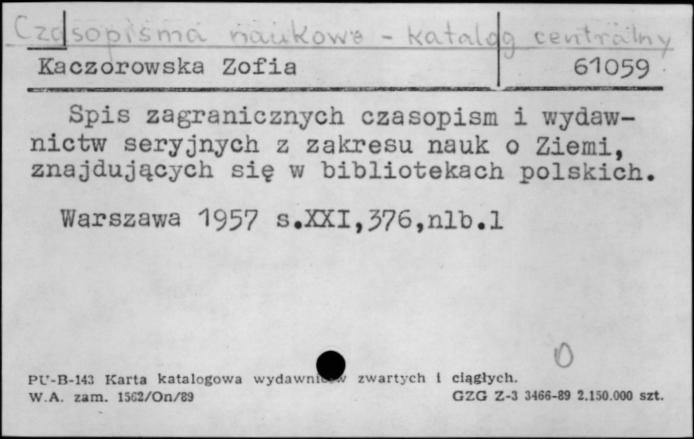 Czasopisma naukowe - katalog centralny
Kaczorowska Zofia 61059
Spis zagranicznych czasopism i wydaw-
nictw seryjnych z zakresu nauk o Ziemi,
znajdujących się w bibliotekach polskich.
Warszawa 1957 s.XXI,376,nlb.1
PU-B-143 Karta katalogowa wydawnictw zwartych i ciągłych.
W.A. zam. 1562/On/89 GZG Z-3 3466-89 2.150.000 szt.
O